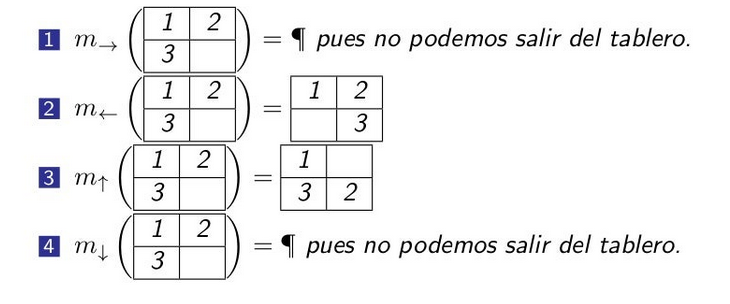 1 m→ ( 1 2 3 ) = ¶ pues no podemos salir del tablero.
2 m← ( 1 2 3 ) = 1 2 3
3 m↑ ( 1 2 3 ) = 1 3 2
4 m↓ ( 1 2 3 ) = ¶ pues no podemos salir del tablero.